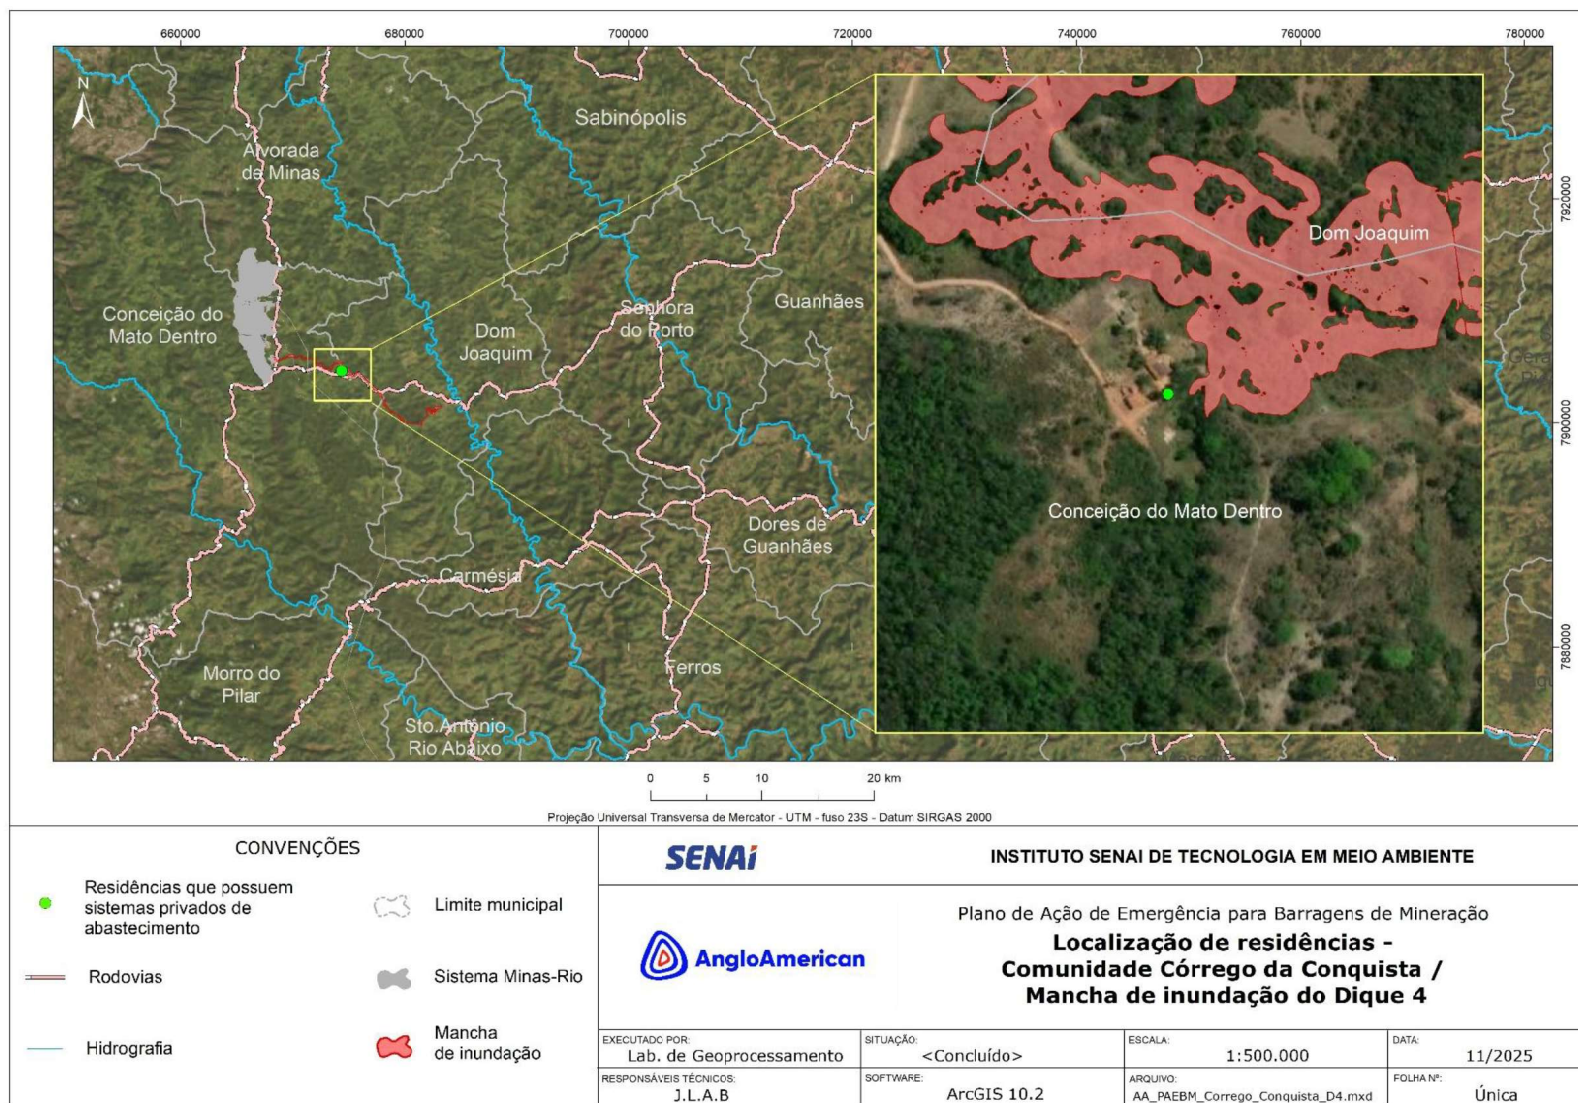 660000
680000
700000
720000
740000
760000
780000
N
Sabinópolis
Alvorada
de Minas
7920000
Dom Joaquim
Conceição do
Mato Dentro
Dom
Joaquim
Senhora
do Porto
Guanhães
7900000
Conceição do Mato Dentro
Dores de
Guanhães
Carmésia
7880000
Morro do
Pilar
Ferros
Sto.Antônio
Rio Abaixo
0 5 10 20 km
Projeção Universal Transversa de Mercator - UTM - fuso 23S - Datum SIRGAS 2000
CONVENÇÕES
Residências que possuem
sistemas privados de
abastecimento
Limite municipal
Rodovias
Sistema Minas-Rio
Hidrografia
Mancha
de inundação
SENAI
INSTITUTO SENAI DE TECNOLOGIA EM MEIO AMBIENTE
AngloAmerican
Plano de Ação de Emergência para Barragens de Mineração
Localização de residências -
Comunidade Córrego da Conquista /
Mancha de inundação do Dique 4
EXECUTADO POR:
Lab. de Geoprocessamento
SITUAÇÃO:
<Concluído>
ESCALA:
1:500.000
DATA:
11/2025
RESPONSÁVEIS TÉCNICOS:
J.L.A.B
SOFTWARE:
ArcGIS 10.2
ARQUIVO:
AA_PAEBM_Corrego_Conquista_D4.mxd
FOLHA Nº:
Única